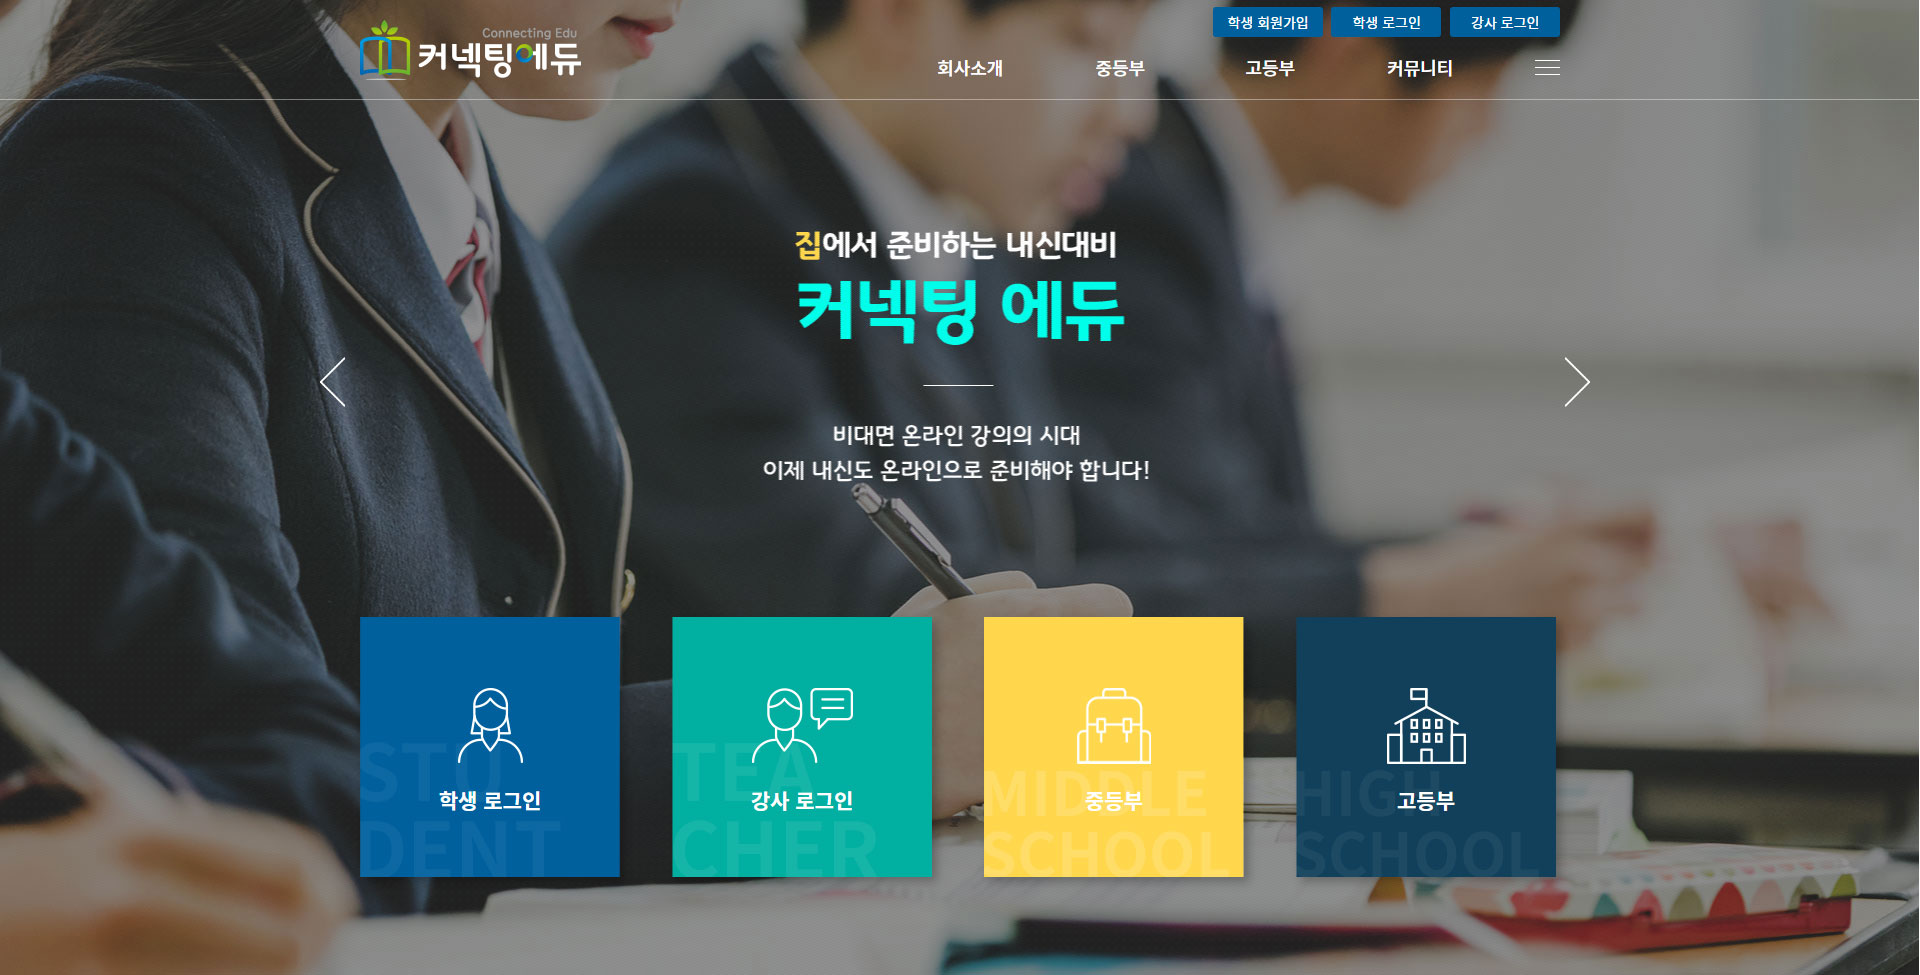 학생 회원가입
학생 로그인
강사 로그인
Connecting Edu
커넥팅에듀
회사소개
중등부
고등부
커뮤니티
집에서 준비하는 내신대비
커넥팅 에듀
비대면 온라인 강의의 시대
이제 내신도 온라인으로 준비해야 합니다!
STU
DENT
학생 로그인
TEA
CHER
강사 로그인
MIDDLE
SCHOOL
중등부
HIGH
SCHOOL
고등부